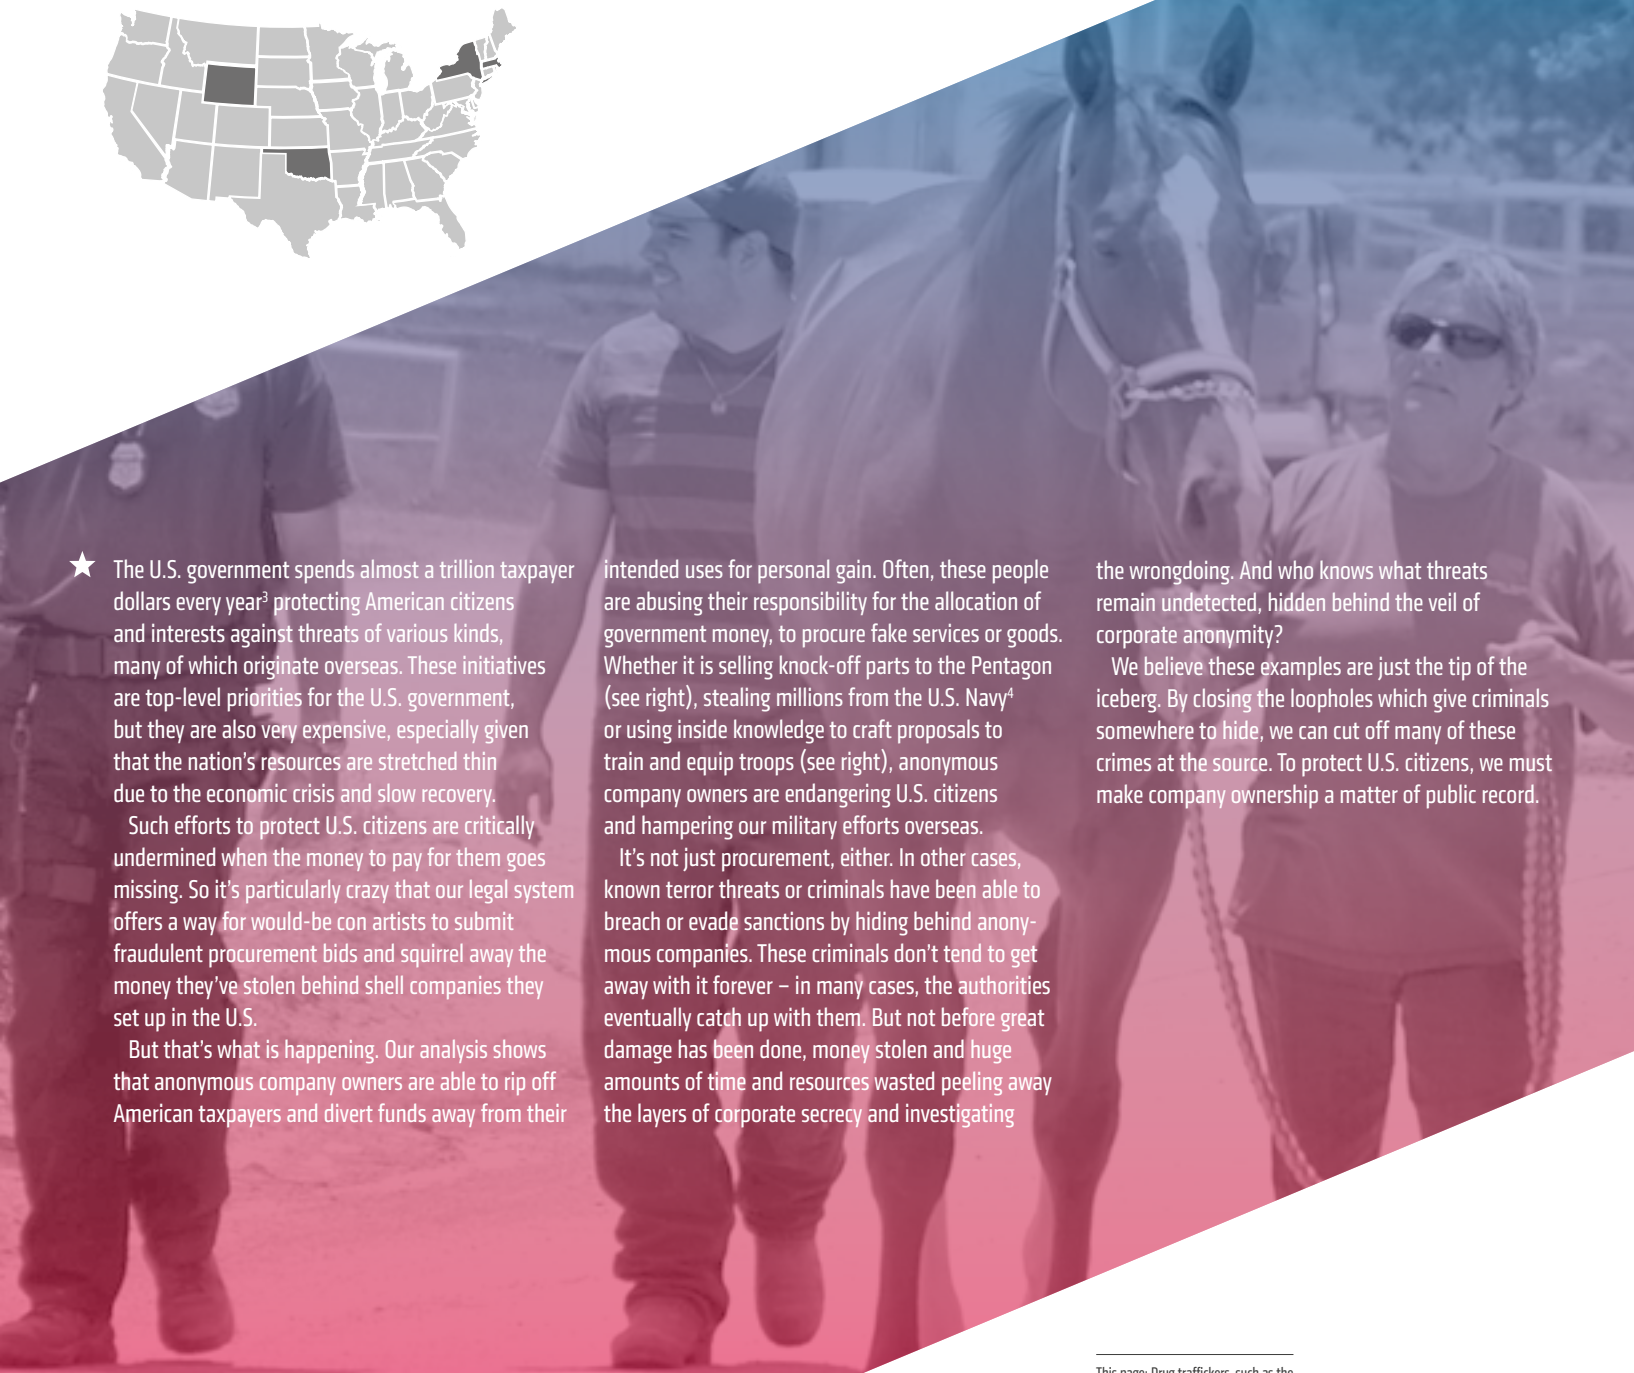 The U.S. government spends almost a trillion taxpayer
dollars every year³ protecting American citizens
and interests against threats of various kinds,
many of which originate overseas. These initiatives
are top-level priorities for the U.S. government,
but they are also very expensive, especially given
that the nation’s resources are stretched thin
due to the economic crisis and slow recovery.
Such efforts to protect U.S. citizens are critically
undermined when the money to pay for them goes
missing. So it’s particularly crazy that our legal system
offers a way for would-be con artists to submit
fraudulent procurement bids and squirrel away the
money they’ve stolen behind shell companies they
set up in the U.S.
But that’s what is happening. Our analysis shows
that anonymous company owners are able to rip off
American taxpayers and divert funds away from their
intended uses for personal gain. Often, these people
are abusing their responsibility for the allocation of
government money, to procure fake services or goods.
Whether it is selling knock-off parts to the Pentagon
(see right), stealing millions from the U.S. Navy⁴
or using inside knowledge to craft proposals to
train and equip troops (see right), anonymous
company owners are endangering U.S. citizens
and hampering our military efforts overseas.
It’s not just procurement, either. In other cases,
known terror threats or criminals have been able to
breach or evade sanctions by hiding behind anony-
mous companies. These criminals don’t tend to get
away with it forever – in many cases, the authorities
eventually catch up with them. But not before great
damage has been done, money stolen and huge
amounts of time and resources wasted peeling away
the layers of corporate secrecy and investigating
the wrongdoing. And who knows what threats
remain undetected, hidden behind the veil of
corporate anonymity?
We believe these examples are just the tip of the
iceberg. By closing the loopholes which give criminals
somewhere to hide, we can cut off many of these
crimes at the source. To protect U.S. citizens, we must
make company ownership a matter of public record.
This page: Drug traffickers, such as the